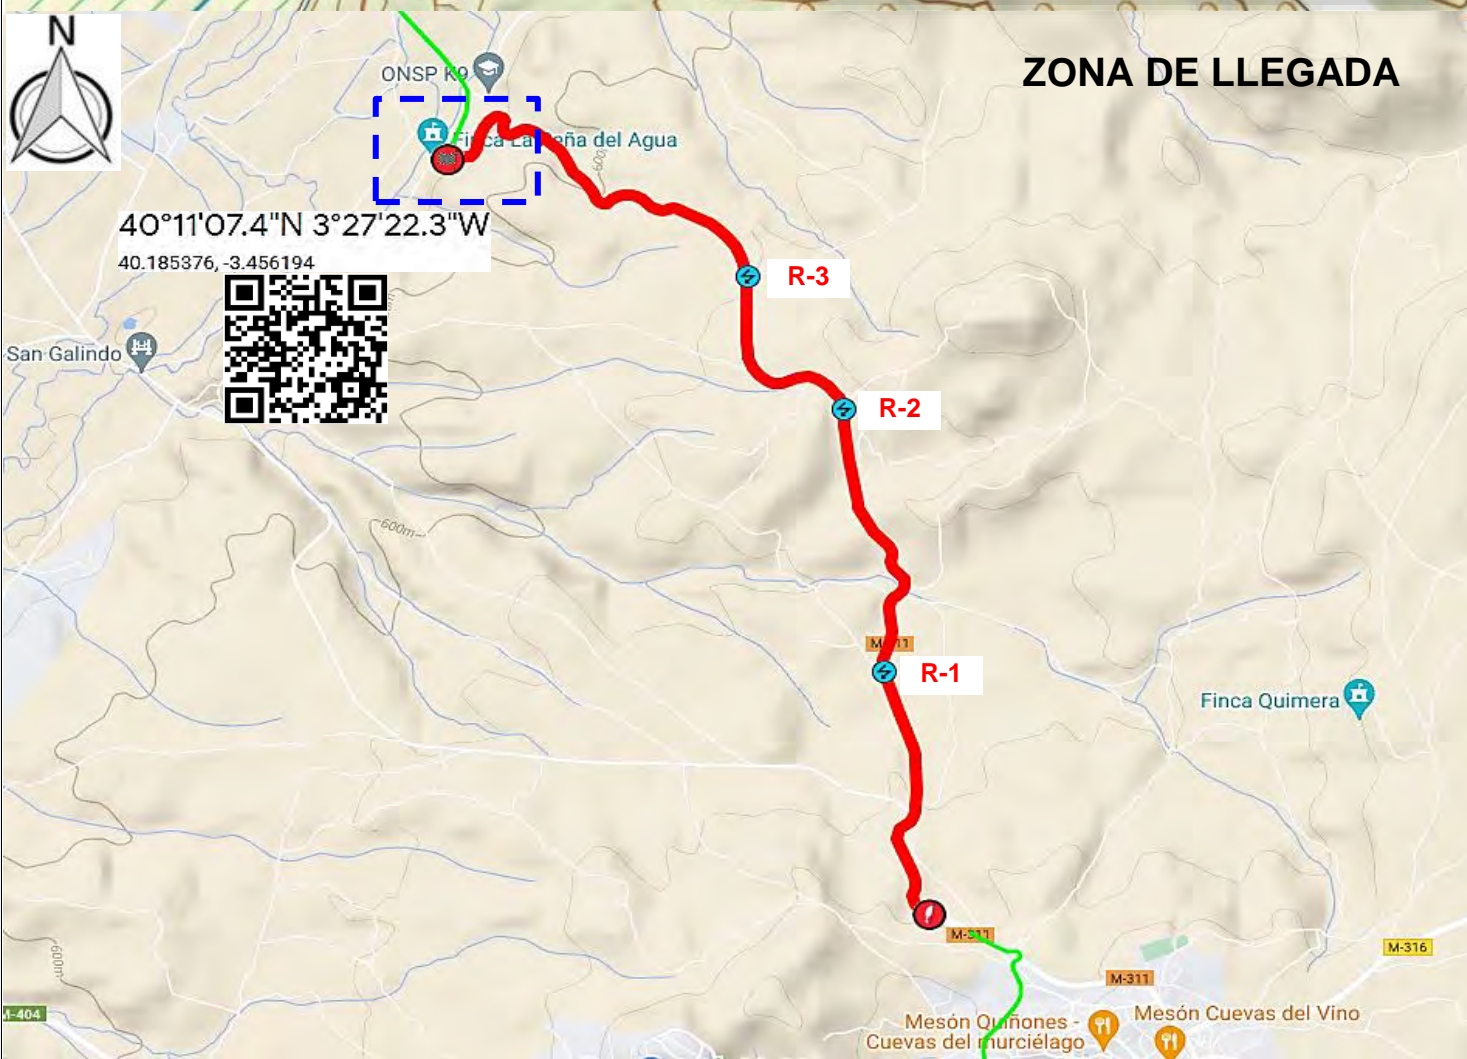 N
ZONA DE LLEGADA
ONSP K9
Finca La Peña del Agua
600
40°11'07.4"N 3°27'22.3"W
40.185376, -3.456194
R-3
San Galindo
R-2
600m
M-311
R-1
Finca Quimera
M-311
M-316
600m
M-311
M-404
Mesón Quiñones -
Cuevas del murciélago
Mesón Cuevas del Vino